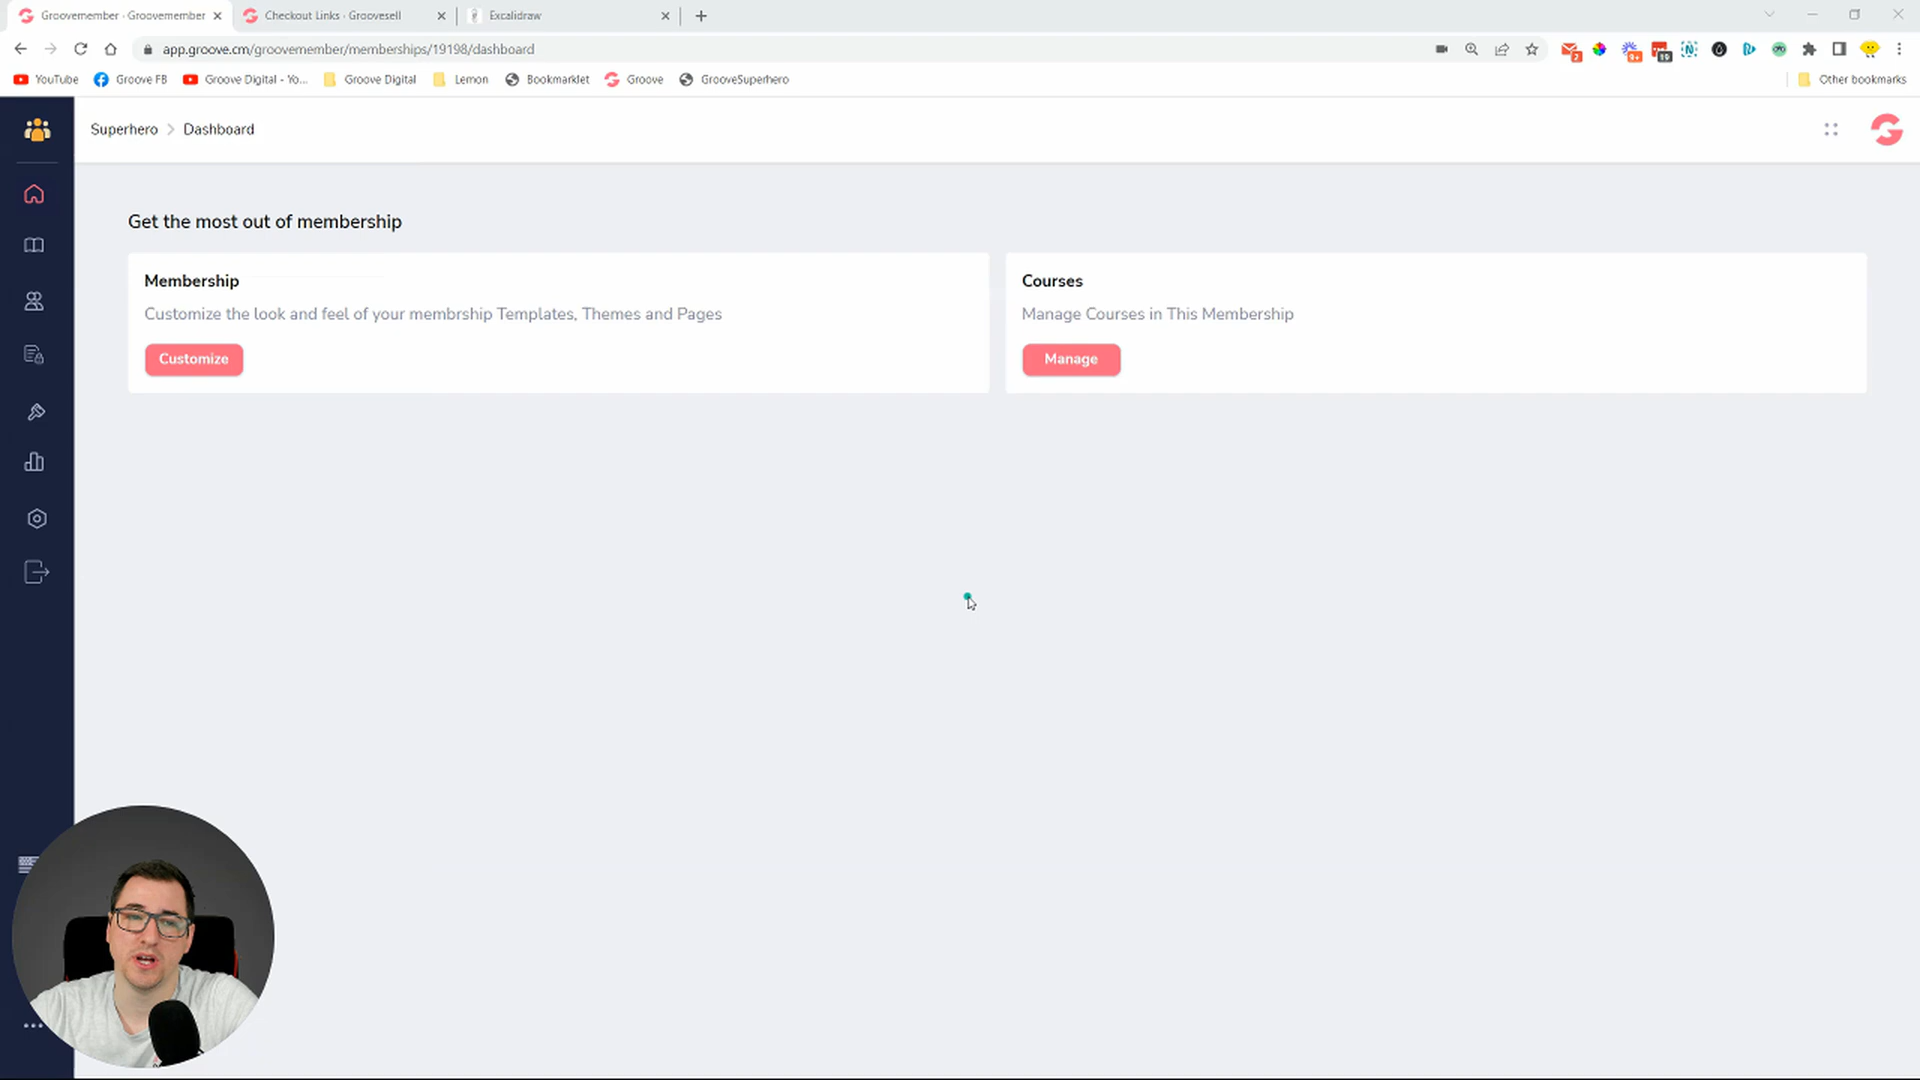 Groovemember · Groovemember
Checkout Links · Groovesell
Excalidraw
app.groove.cm/groovemember/memberships/19198/dashboard
YouTube
Groove FB
Groove Digital - Yo...
Groove Digital
Lemon
Bookmarklet
Groove
GrooveSuperhero
Other bookmarks
Superhero > Dashboard
Get the most out of membership
Membership
Customize the look and feel of your membrship Templates, Themes and Pages
Customize
Courses
Manage Courses in This Membership
Manage